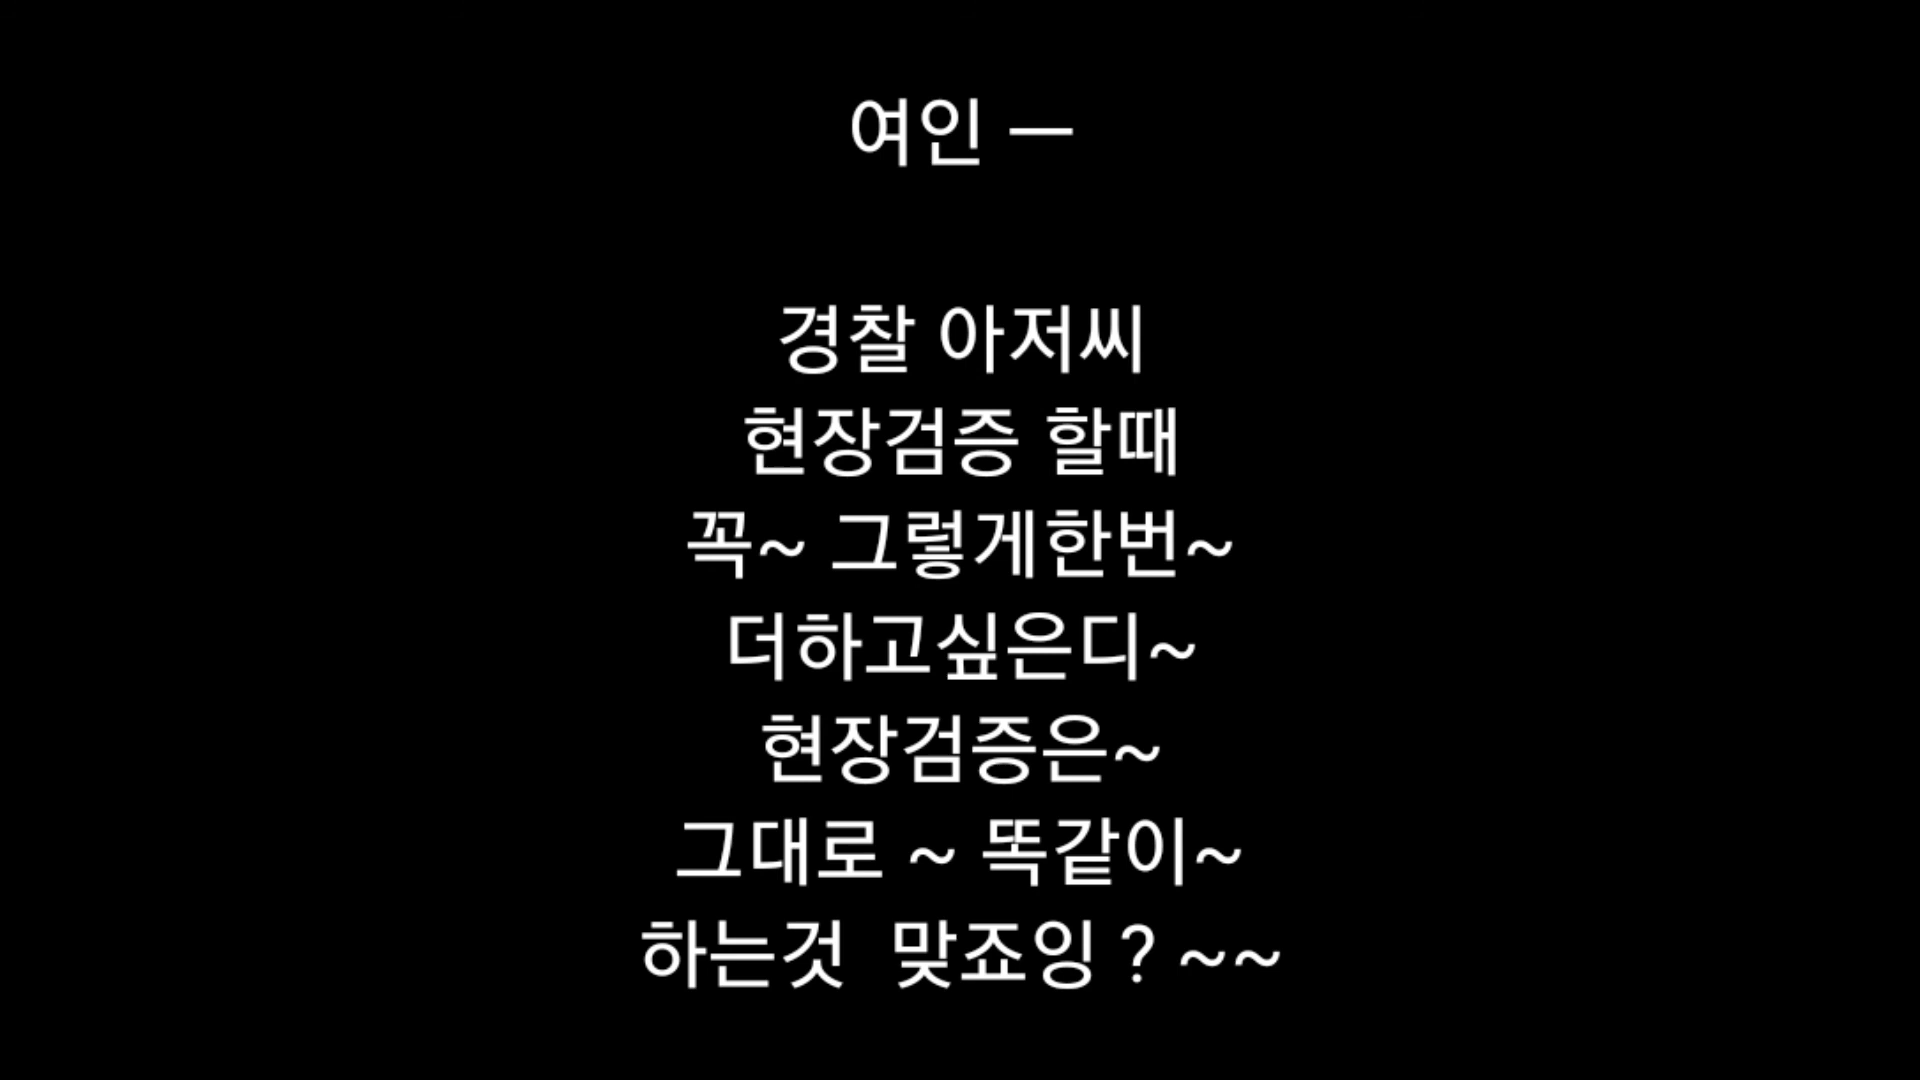 여인 ㅡ
경찰 아저씨
현장검증 할때
꼭~ 그렇게한번~
더하고싶은디~
현장검증은~
그대로 ~ 똑같이~
하는것  맞죠잉 ? ~~